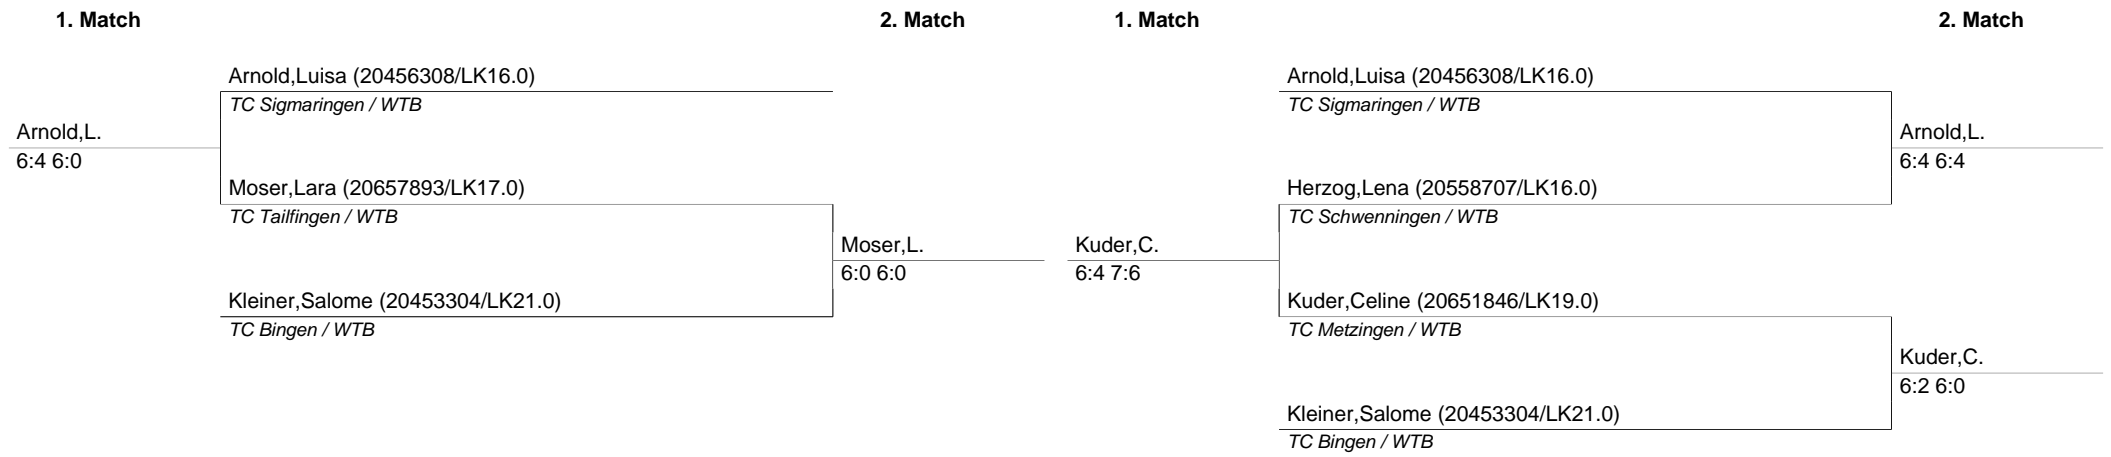 1. Match
2. Match
Arnold,Luisa (20456308/LK16.0)
TC Sigmaringen / WTB
Arnold,L.
6:4 6:0
Moser,Lara (20657893/LK17.0)
TC Tailfingen / WTB
Moser,L.
6:0 6:0
Kleiner,Salome (20453304/LK21.0)
TC Bingen / WTB
1. Match
2. Match
Arnold,Luisa (20456308/LK16.0)
TC Sigmaringen / WTB
Arnold,L.
6:4 6:4
Herzog,Lena (20558707/LK16.0)
TC Schwenningen / WTB
Kuder,C.
6:4 7:6
Kuder,Celine (20651846/LK19.0)
TC Metzingen / WTB
Kuder,C.
6:2 6:0
Kleiner,Salome (20453304/LK21.0)
TC Bingen / WTB